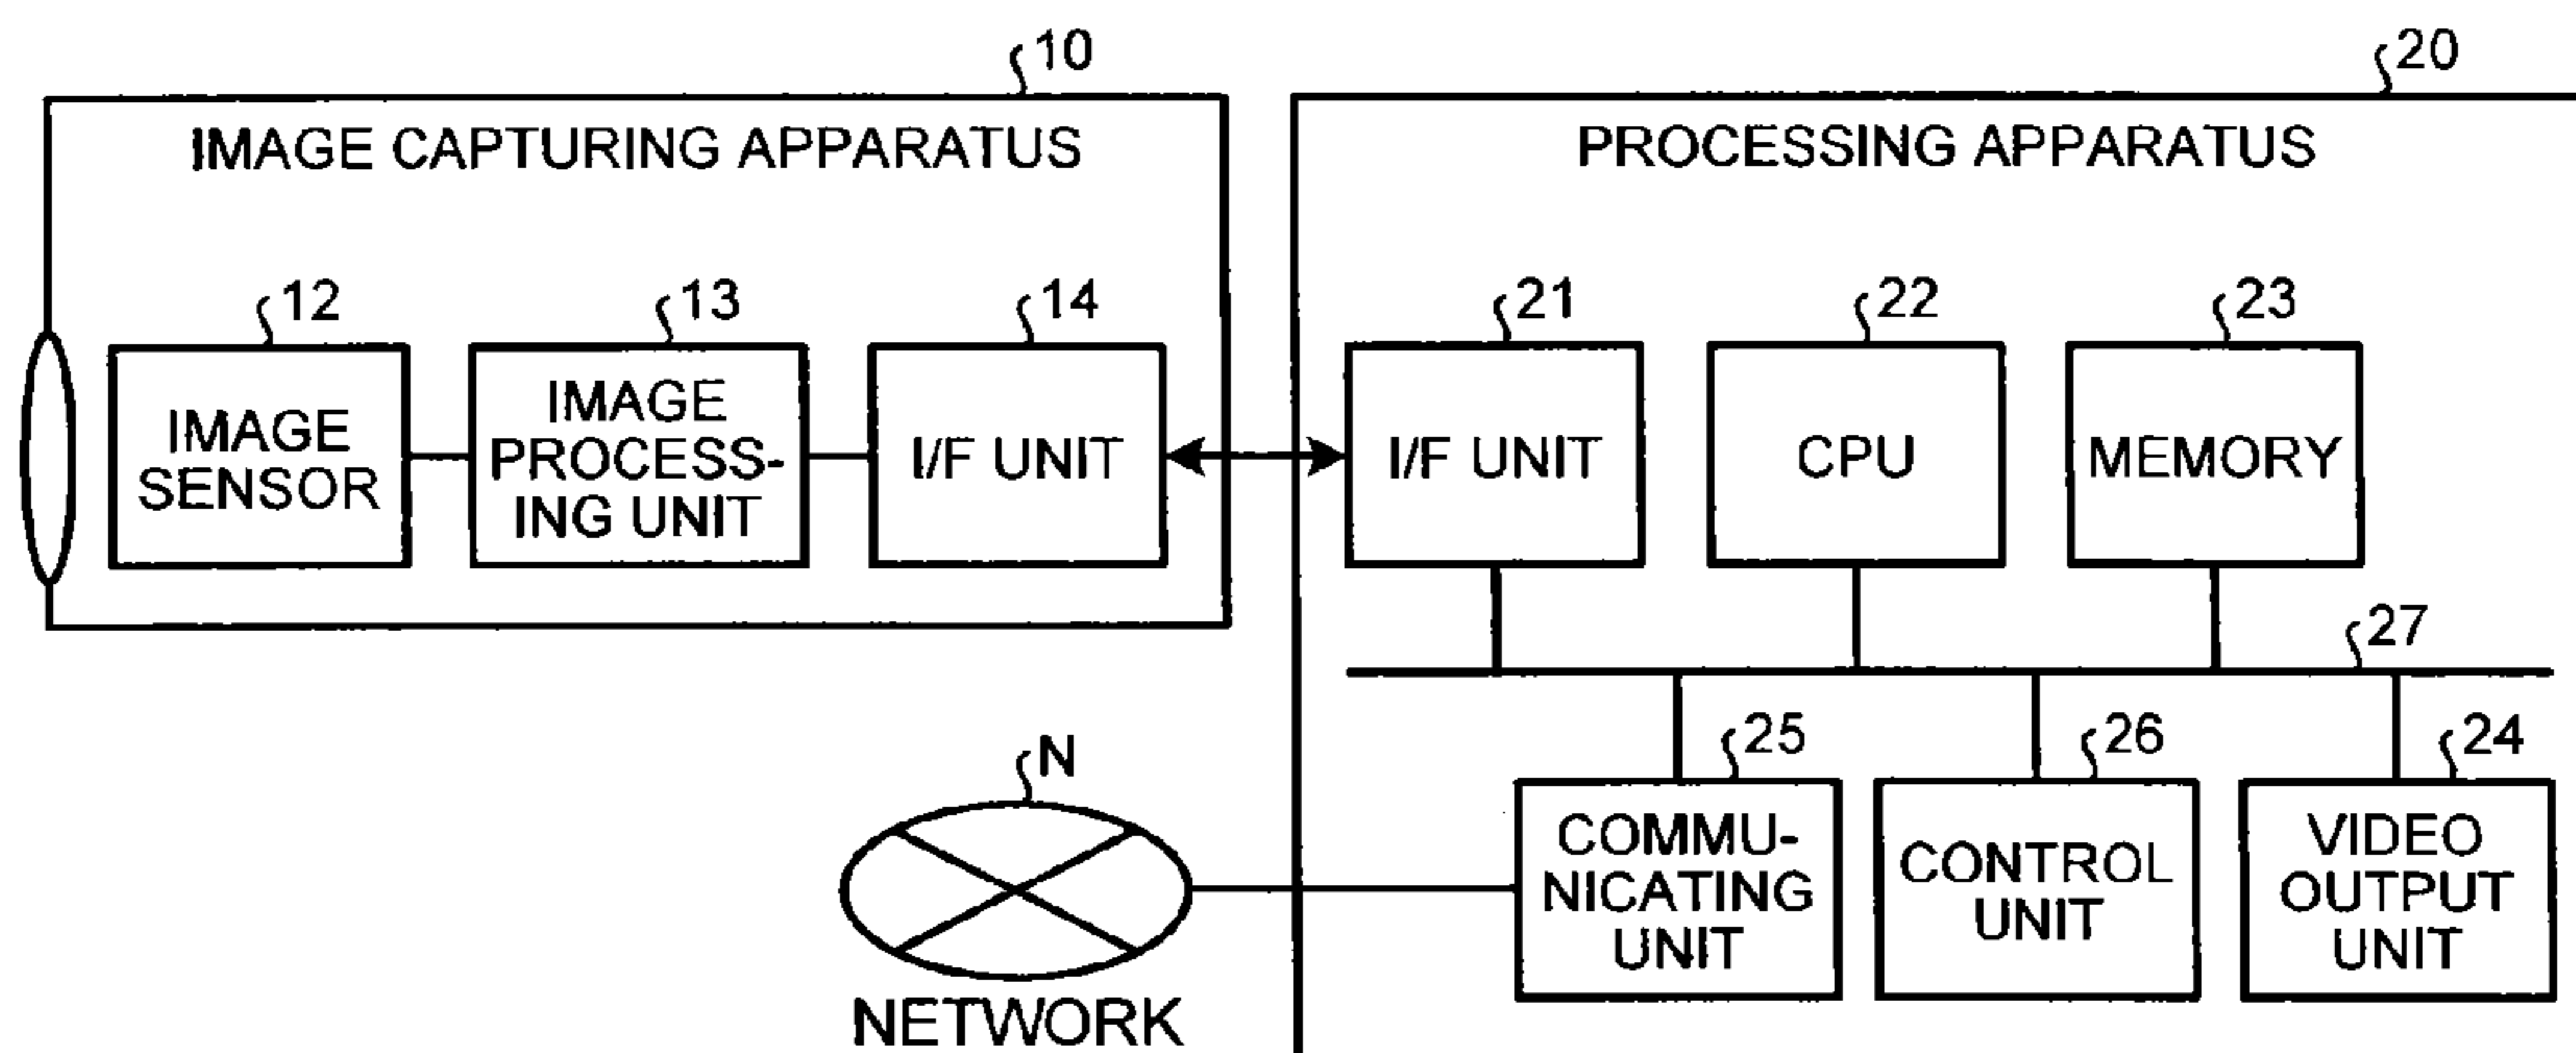 10
20
IMAGE CAPTURING APPARATUS
PROCESSING APPARATUS
12
13
14
21
22
23
IMAGE
SENSOR
IMAGE
PROCESS-
ING UNIT
I/F UNIT
I/F UNIT
CPU
MEMORY
27
N
25
26
24
COMMU-
NICATING
UNIT
CONTROL
UNIT
VIDEO
OUTPUT
UNIT
NETWORK